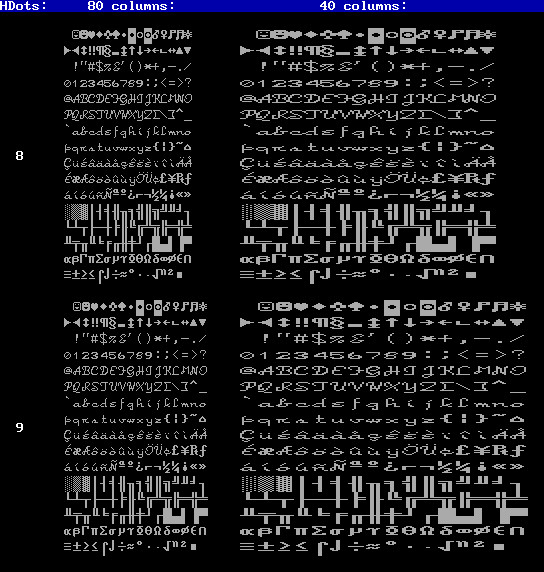 HDots: 80 columns: 40 columns:
☺☻♥♦♣♠•◘○◙♂♀♪♫☼ ☺☻♥♦♣♠•◘○◙♂♀♪♫☼
►◄↕‼¶§▬↨↑↓→←∟↔▲▼ ►◄↕‼¶§▬↨↑↓→←∟↔▲▼
!"#$%&'()*+,-./ !"#$%&'()*+,-./
0123456789:;<=>? 0123456789:;<=>?
@ABCDEFGHIJKLMNO @ABCDEFGHIJKLMNO
PQRSTUVWXYZ[\]^_ PQRSTUVWXYZ[\]^_
`abcdefghijklmno `abcdefghijklmno
8 pqrstuvwxyz{|}~⌂ pqrstuvwxyz{|}~⌂
ÇüéâäàåçêëèïîìÄÅ ÇüéâäàåçêëèïîìÄÅ
ÉæÆôöòûùÿÖÜ¢£¥₧ƒ ÉæÆôöòûùÿÖÜ¢£¥₧ƒ
áíóúñÑªº¿⌐¬½¼¡«» áíóúñÑªº¿⌐¬½¼¡«»
░▒▓│┤╡╢╖╕╣║╗╝╜╛┐ ░▒▓│┤╡╢╖╕╣║╗╝╜╛┐
└┴┬├─┼╞╟╚╔╩╦╠═╬╧ └┴┬├─┼╞╟╚╔╩╦╠═╬╧
╨╤╥╙╘╒╓╫╪┘┌█▄▌▐▀ ╨╤╥╙╘╒╓╫╪┘┌█▄▌▐▀
αßΓπΣσµτΦΘΩδ∞φε∩ αßΓπΣσµτΦΘΩδ∞φε∩
≡±≥≤⌠⌡÷≈°∙·√ⁿ²■ ≡±≥≤⌠⌡÷≈°∙·√ⁿ²■
☺☻♥♦♣♠•◘○◙♂♀♪♫☼ ☺☻♥♦♣♠•◘○◙♂♀♪♫☼
►◄↕‼¶§▬↨↑↓→←∟↔▲▼ ►◄↕‼¶§▬↨↑↓→←∟↔▲▼
!"#$%&'()*+,-./ !"#$%&'()*+,-./
0123456789:;<=>? 0123456789:;<=>?
@ABCDEFGHIJKLMNO @ABCDEFGHIJKLMNO
PQRSTUVWXYZ[\]^_ PQRSTUVWXYZ[\]^_
`abcdefghijklmno `abcdefghijklmno
9 pqrstuvwxyz{|}~⌂ pqrstuvwxyz{|}~⌂
ÇüéâäàåçêëèïîìÄÅ ÇüéâäàåçêëèïîìÄÅ
ÉæÆôöòûùÿÖÜ¢£¥₧ƒ ÉæÆôöòûùÿÖÜ¢£¥₧ƒ
áíóúñÑªº¿⌐¬½¼¡«» áíóúñÑªº¿⌐¬½¼¡«»
░▒▓│┤╡╢╖╕╣║╗╝╜╛┐ ░▒▓│┤╡╢╖╕╣║╗╝╜╛┐
└┴┬├─┼╞╟╚╔╩╦╠═╬╧ └┴┬├─┼╞╟╚╔╩╦╠═╬╧
╨╤╥╙╘╒╓╫╪┘┌█▄▌▐▀ ╨╤╥╙╘╒╓╫╪┘┌█▄▌▐▀
αßΓπΣσµτΦΘΩδ∞φε∩ αßΓπΣσµτΦΘΩδ∞φε∩
≡±≥≤⌠⌡÷≈°∙·√ⁿ²■ ≡±≥≤⌠⌡÷≈°∙·√ⁿ²■